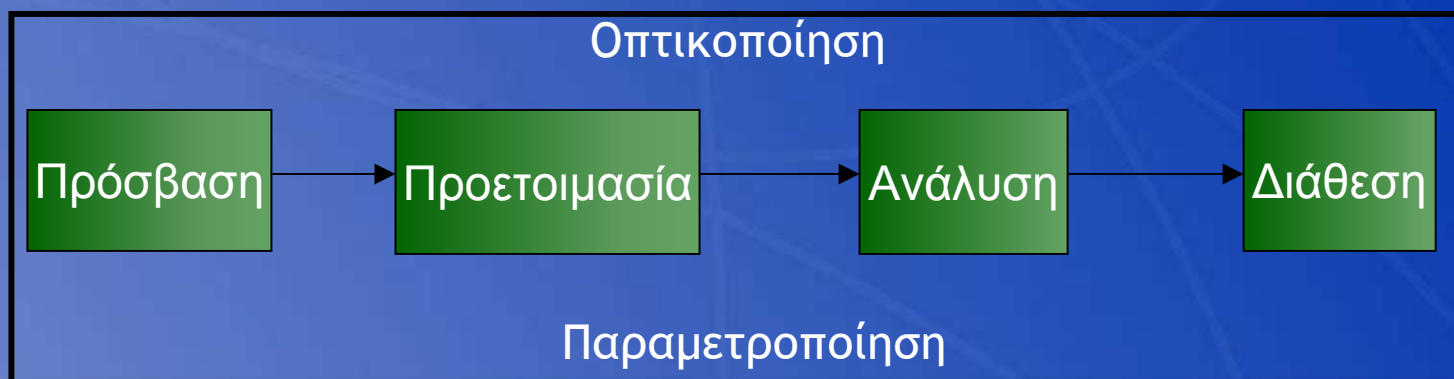 Οπτικοποίηση
Πρόσβαση Προετοιμασία Ανάλυση Διάθεση
Παραμετροποίηση